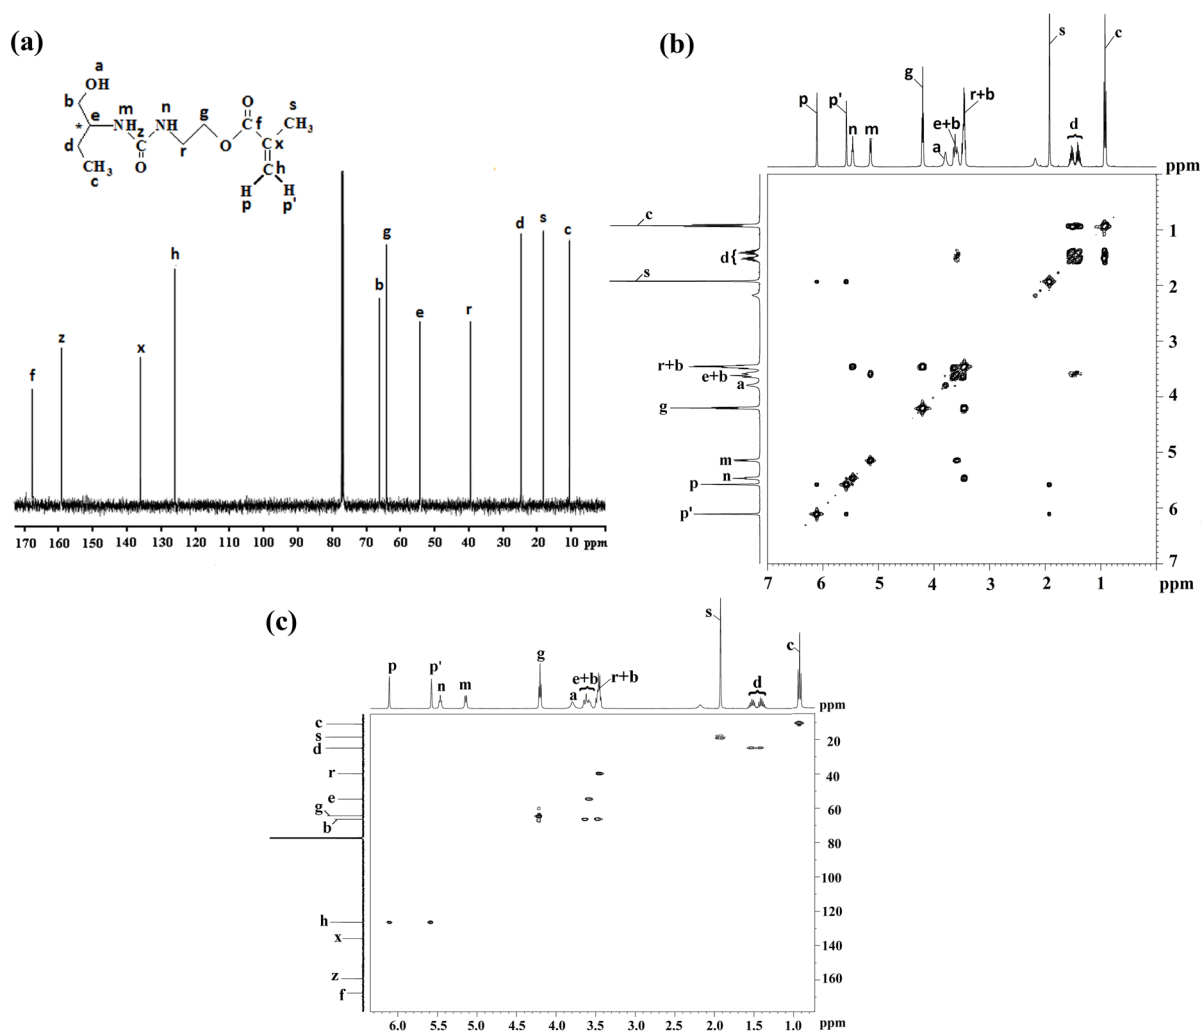 (a)
a
OH
b
m
n
g
O
s
e
NH
z
NH
f
CH3
*
d
O
r
O
x
CH3
c
C
C
C
h
H
H
p
p'
f
z
x
h
b
g
e
r
d
s
c
170 160 150 140 130 120 110 100 90 80 70 60 50 40 30 20 10 ppm
(b)
p
p'
n
m
g
a
e+b
r+b
s
d
c
ppm
c
d{
s
r+b
e+b
a
g
m
n
p
p'
1
2
3
4
5
6
7
7 6 5 4 3 2 1 ppm
(c)
p
p'
n
m
g
a
e+b
r+b
s
d
c
ppm
c
s
d
r
e
g
b
h
x
z
f
20
40
60
80
100
120
140
160
6.0 5.5 5.0 4.5 4.0 3.5 3.0 2.5 2.0 1.5 1.0 ppm